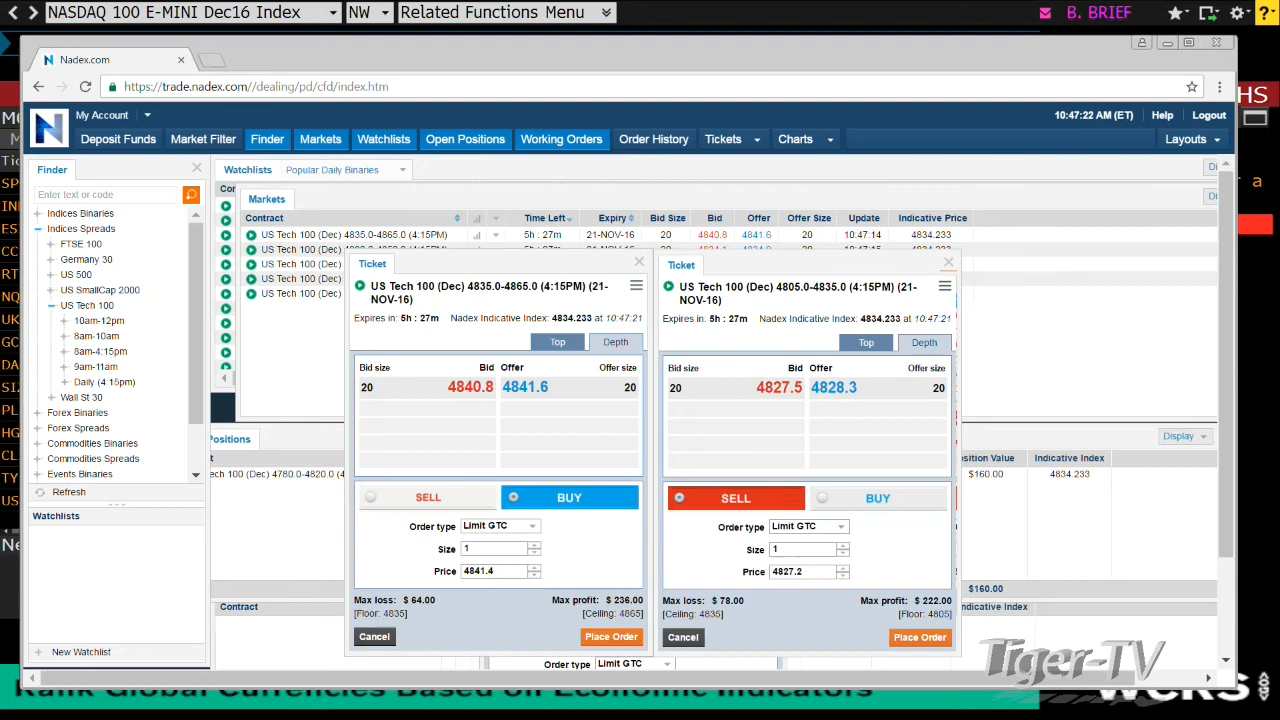 NASDAQ 100 E-MINI Dec16 Index NW Related Functions Menu B. BRIEF
Nadex.com
https://trade.nadex.com//dealing/pd/cfd/index.htm
HS
My Account 10:47:22 AM (ET) Help Logout
Deposit Funds Market Filter Finder Markets Watchlists Open Positions Working Orders Order History Tickets Charts Layouts
Finder
Watchlists Popular Daily Binaries
Enter text or code
Markets
Contract Time Left Expiry Bid Size Bid Offer Offer Size Update Indicative Price
US Tech 100 (Dec) 4835.0-4865.0 (4:15PM) 5h : 27m 21-NOV-16 20 4840.8 4841.6 20 10:47:14 4834.233
US Tech 100 (Dec)
US Tech 100 (Dec)
US Tech 100 (Dec)
Indices Binaries
Indices Spreads
FTSE 100
Germany 30
US 500
US SmallCap 2000
US Tech 100
10am-12pm
8am-10am
8am-4:15pm
9am-11am
Daily (4:15pm)
Wall St 30
Forex Binaries
Forex Spreads
Commodities Binaries
Commodities Spreads
Events Binaries
Refresh
Watchlists
New Watchlist
Ticket
US Tech 100 (Dec) 4835.0-4865.0 (4:15PM) (21-
NOV-16)
Expires in: 5h : 27m Nadex Indicative Index: 4834.233 at 10:47:21
Top Depth
Bid size Bid Offer Offer size
20 4840.8 4841.6 20
SELL BUY
Order type Limit GTC
Size 1
Price 4841.4
Max loss: $ 64.00 Max profit: $ 236.00
[Floor: 4835] [Ceiling: 4865]
Cancel Place Order
Ticket
US Tech 100 (Dec) 4805.0-4835.0 (4:15PM) (21-
NOV-16)
Expires in: 5h : 27m Nadex Indicative Index: 4834.233 at 10:47:21
Top Depth
Bid size Bid Offer Offer size
20 4827.5 4828.3 20
SELL BUY
Order type Limit GTC
Size 1
Price 4827.2
Max loss: $ 78.00 Max profit: $ 222.00
[Ceiling: 4835] [Floor: 4805]
Cancel Place Order
Positions
Display
Indicative Index
$160.00 4834.233
$160.00
Contract
Order type Limit GTC
Tiger-TV
Rank Global Currencies Based on Economic Indicators